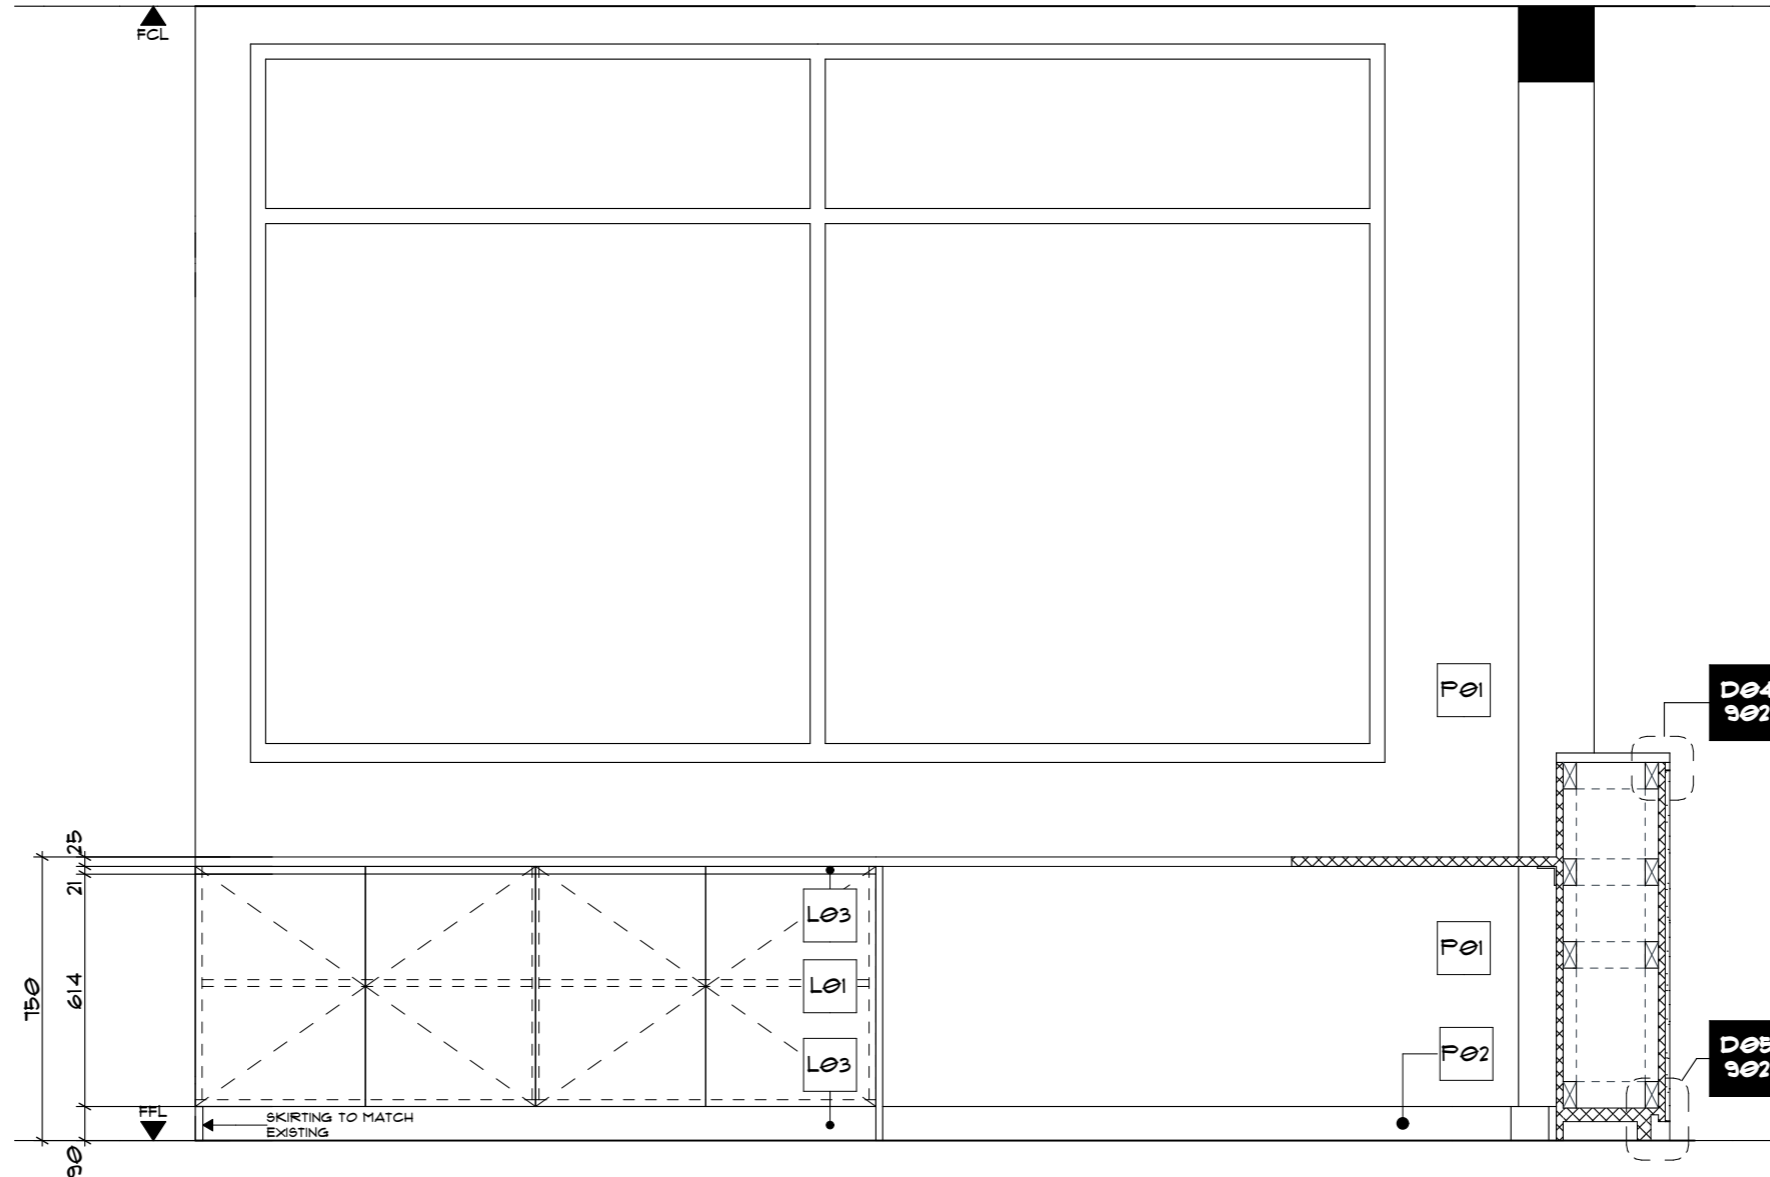 FCL
P01
D04
902
25
21
L03
P01
L01
614
750
L03
P02
D05
902
FFL
SKIRTING TO MATCH
EXISTING
90